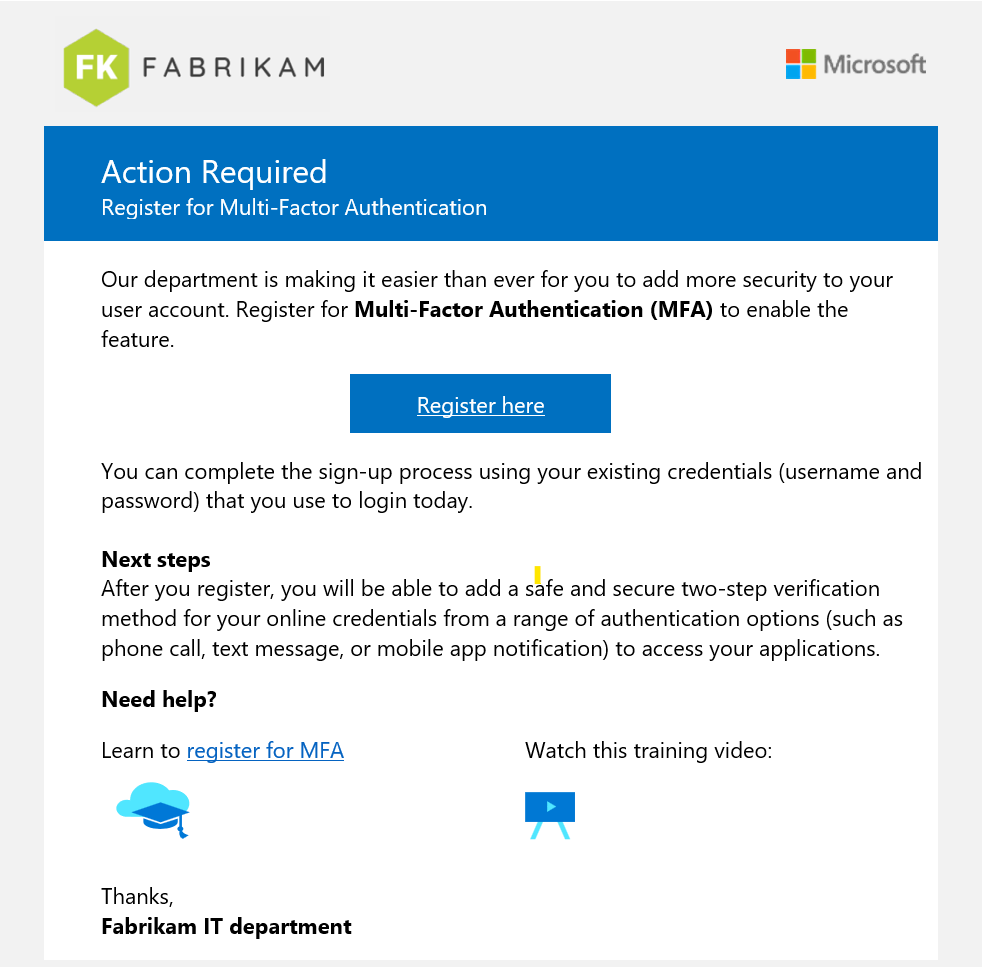 FK FABRIKAM
Microsoft
Action Required
Register for Multi-Factor Authentication
Our department is making it easier than ever for you to add more security to your
user account. Register for Multi-Factor Authentication (MFA) to enable the
feature.
Register here
You can complete the sign-up process using your existing credentials (username and
password) that you use to login today.
Next steps
After you register, you will be able to add a safe and secure two-step verification
method for your online credentials from a range of authentication options (such as
phone call, text message, or mobile app notification) to access your applications.
Need help?
Learn to register for MFA
Watch this training video:
Thanks,
Fabrikam IT department